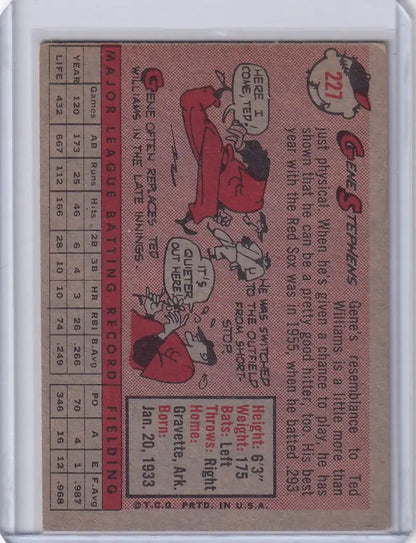 227
GENE STEPHENS
Gene's resemblance to Ted
Williams is a little more than
just physical. When he's given a chance to play, he has
shown that he can be a pretty good hitter, too. His best
year with the Red Sox was in 1955, when he batted .293
HERE I
COME, TED.
GENE OFTEN REPLACES TED
WILLIAMS IN THE LATE INNINGS.
HE WAS SWITCHED
TO THE OUTFIELD
FROM SHORT-
STOP
IT'S
QUIETER
OUT HERE
Height: 6'3"
Weight: 175
Bats: Left
Throws: Right
Home:
Gravette, Ark.
Born:
Jan. 20, 1933
MAJOR LEAGUE BATTING RECORD FIELDING
Games AB Runs Hits 2B 3B HR RBI B.Avg PO A E F.Avg
YEAR 120 173 25 46 6 4 3 26 .266 70 4 1 .987
LIFE 432 667 112 166 28 10 10 74 .249 346 16 12 .968
©T.C.G. PRTD. IN U.S.A.